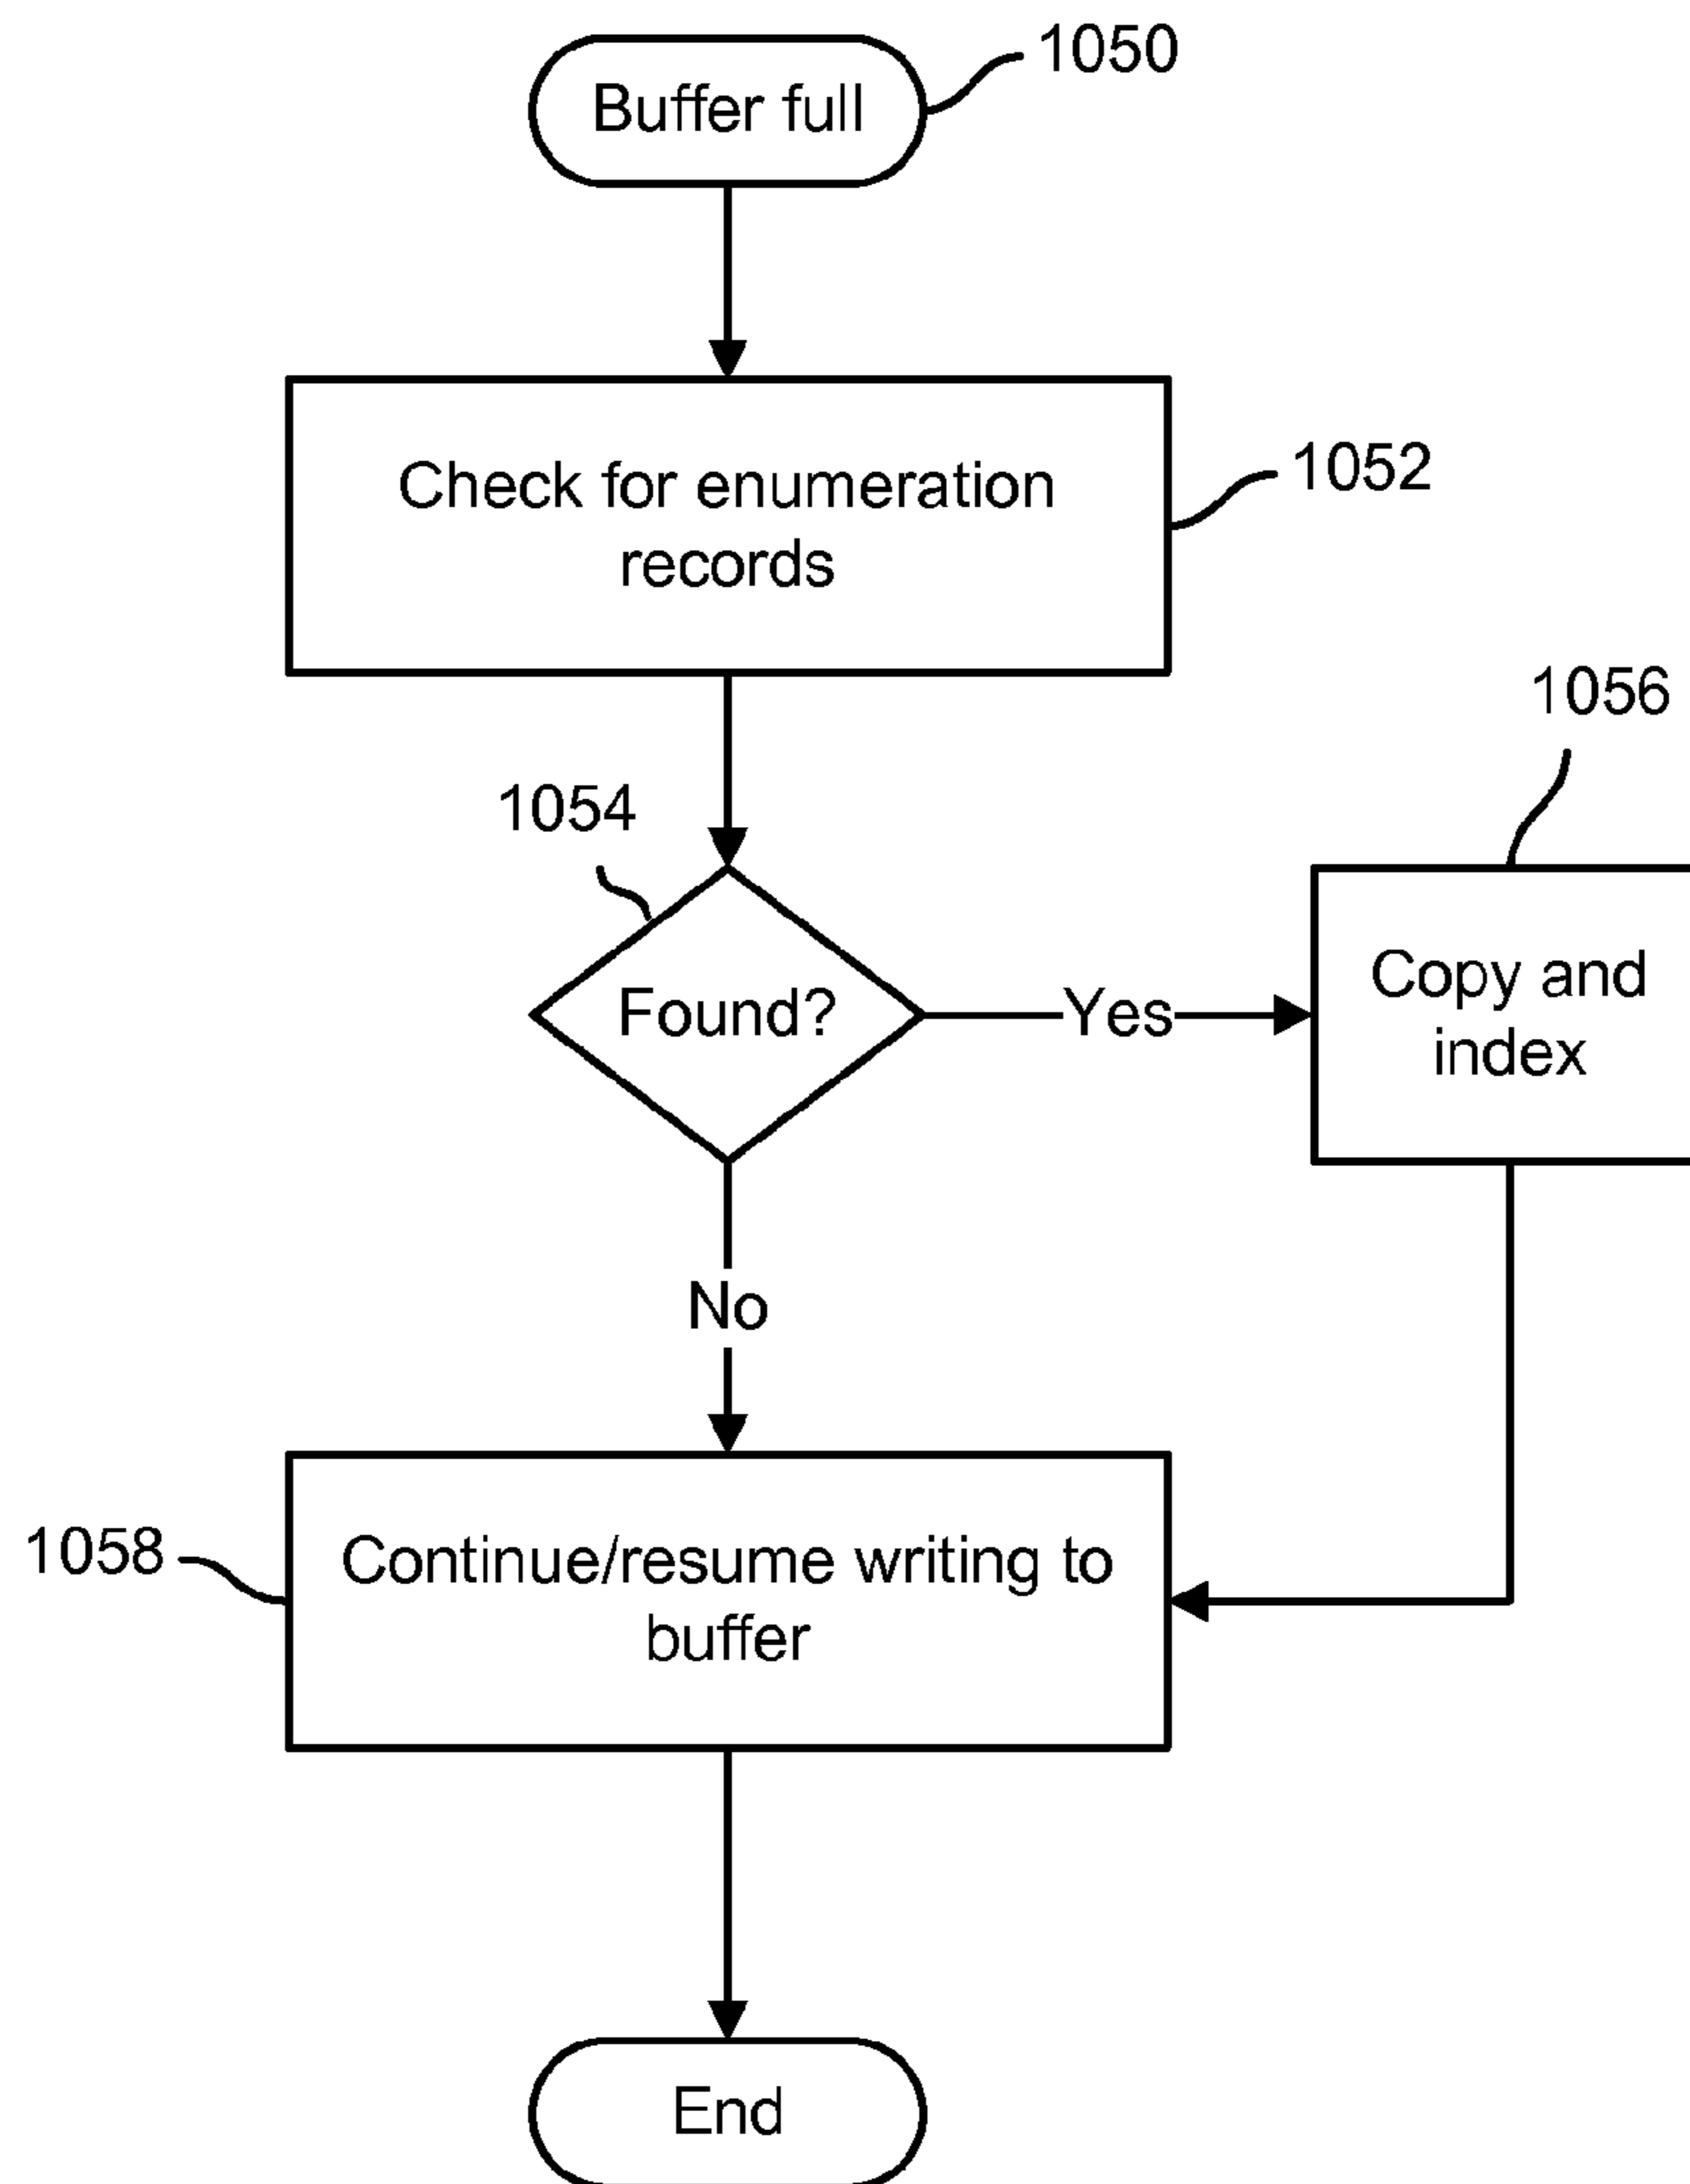 Buffer full
1050
Check for enumeration
records
1052
1056
1054
Found?
Yes
Copy and
index
No
1058
Continue/resume writing to
buffer
End